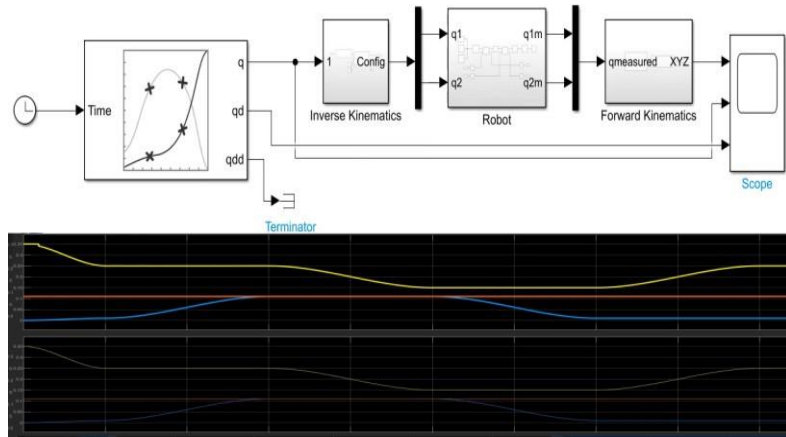 Time
q
qd
qdd
1
Config
Inverse Kinematics
q1
q2
q1m
q2m
Robot
qmeasured
XYZ
Forward Kinematics
Scope
Terminator